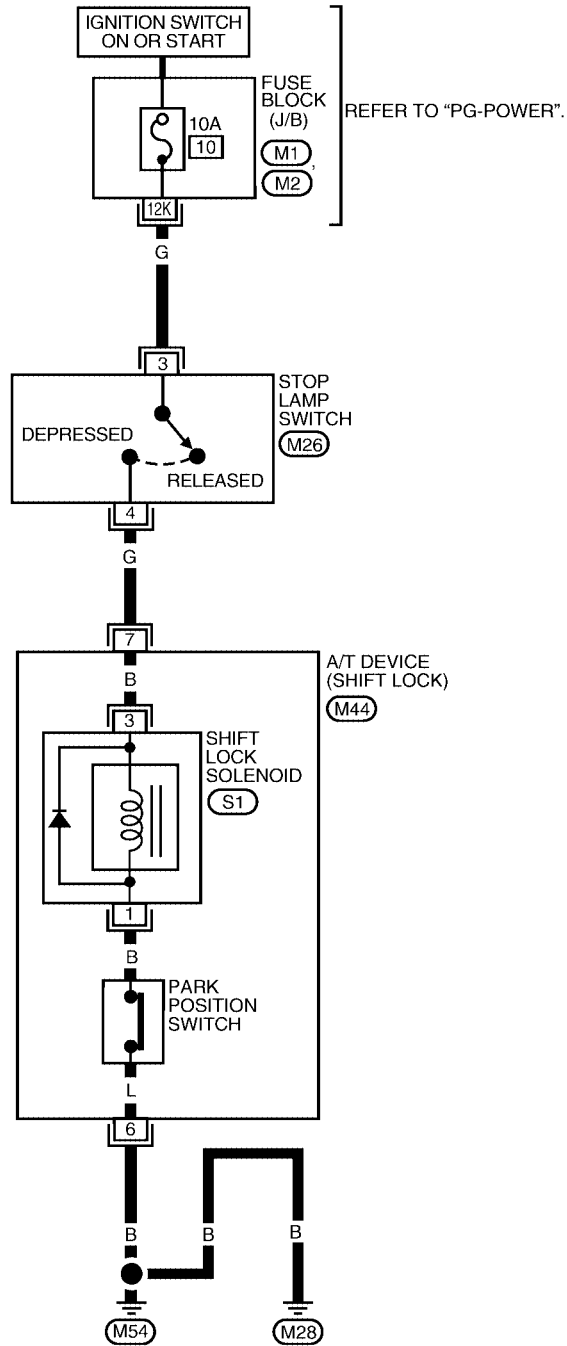 IGNITION SWITCH
ON OR START
FUSE
BLOCK
(J/B)
10A
10
M1
,
M2
REFER TO “PG-POWER”.
12K
G
3
STOP
LAMP
SWITCH
M26
DEPRESSED
RELEASED
4
G
7
A/T DEVICE
(SHIFT LOCK)
M44
B
3
SHIFT
LOCK
SOLENOID
S1
1
B
PARK
POSITION
SWITCH
L
6
B
B
B
M54
M28